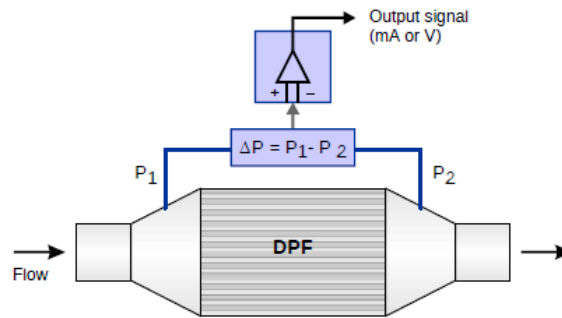 Output signal
(mA or V)
+ –
ΔP = P1- P2
P1
P2
DPF
Flow